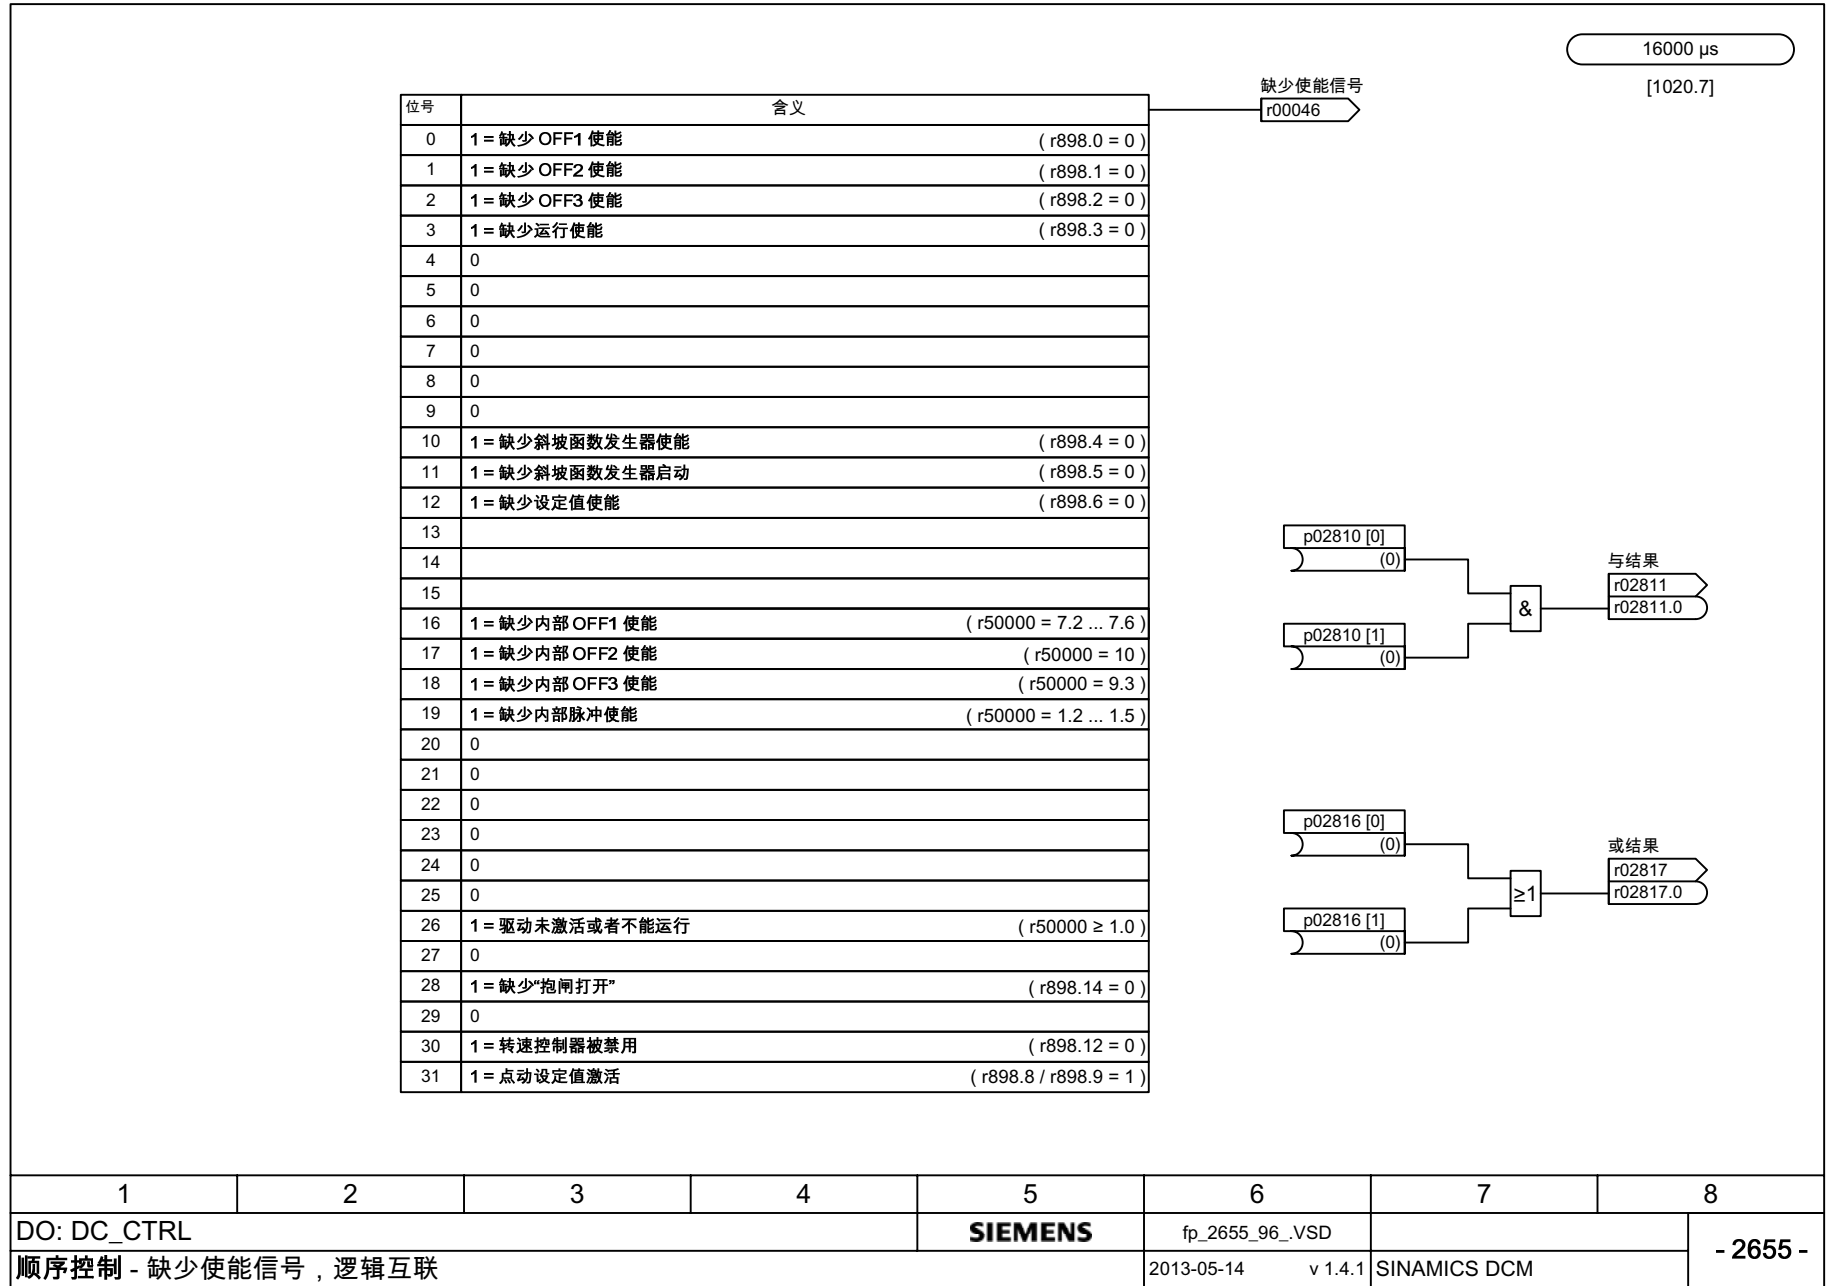 16000 µs
[1020.7]
缺少使能信号
r00046
位号 含义
0 1 = 缺少 OFF1 使能 ( r898.0 = 0 )
1 1 = 缺少 OFF2 使能 ( r898.1 = 0 )
2 1 = 缺少 OFF3 使能 ( r898.2 = 0 )
3 1 = 缺少运行使能 ( r898.3 = 0 )
4 0
5 0
6 0
7 0
8 0
9 0
10 1 = 缺少斜坡函数发生器使能 ( r898.4 = 0 )
11 1 = 缺少斜坡函数发生器启动 ( r898.5 = 0 )
12 1 = 缺少设定值使能 ( r898.6 = 0 )
13
14
15
16 1 = 缺少内部 OFF1 使能 ( r50000 = 7.2 ... 7.6 )
17 1 = 缺少内部 OFF2 使能 ( r50000 = 10 )
18 1 = 缺少内部 OFF3 使能 ( r50000 = 9.3 )
19 1 = 缺少内部脉冲使能 ( r50000 = 1.2 ... 1.5 )
20 0
21 0
22 0
23 0
24 0
25 0
26 1 = 驱动未激活或者不能运行 ( r50000 ≥ 1.0 )
27 0
28 1 = 缺少“抱闸打开” ( r898.14 = 0 )
29 0
30 1 = 转速控制器被禁用 ( r898.12 = 0 )
31 1 = 点动设定值激活 ( r898.8 / r898.9 = 1 )
p02810 [0]
(0)
p02810 [1]
(0)
&
与结果
r02811
r02811.0
p02816 [0]
(0)
p02816 [1]
(0)
≥1
或结果
r02817
r02817.0
1 2 3 4 5 6 7 8
DO: DC_CTRL SIEMENS fp_2655_96_.VSD
顺序控制 - 缺少使能信号，逻辑互联 2013-05-14 v 1.4.1 SINAMICS DCM
- 2655 -